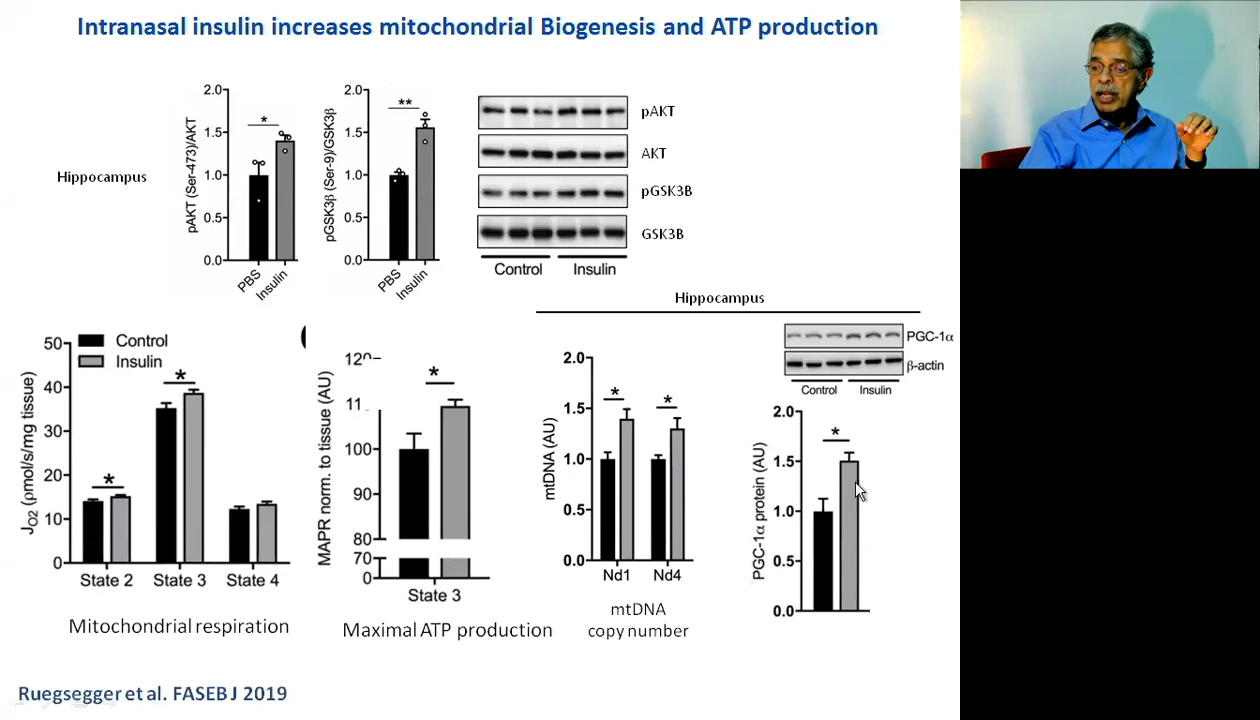 Intranasal insulin increases mitochondrial Biogenesis and ATP production
Hippocampus
pAKT (Ser-473)/AKT
2.0
1.5
1.0
0.5
0.0
*
PBS
Insulin
pGSK3β (Ser-9)/GSK3β
2.0
1.5
1.0
0.5
0.0
**
PBS
Insulin
pAKT
AKT
pGSK3B
GSK3B
Control
Insulin
Hippocampus
JO2 (ρmol/s/mg tissue)
50
40
30
20
10
0
Control
Insulin
*
*
State 2
State 3
State 4
Mitochondrial respiration
MAPR norm. to tissue (AU)
120
11
100
90
80
70
0
*
State 3
Maximal ATP production
mtDNA (AU)
2.0
1.5
1.0
0.5
0.0
*
*
Nd1
Nd4
mtDNA
copy number
PGC-1α
β-actin
Control
Insulin
PGC-1α protein (AU)
2.0
1.5
1.0
0.5
0.0
*
Ruegsegger et al. FASEB J 2019